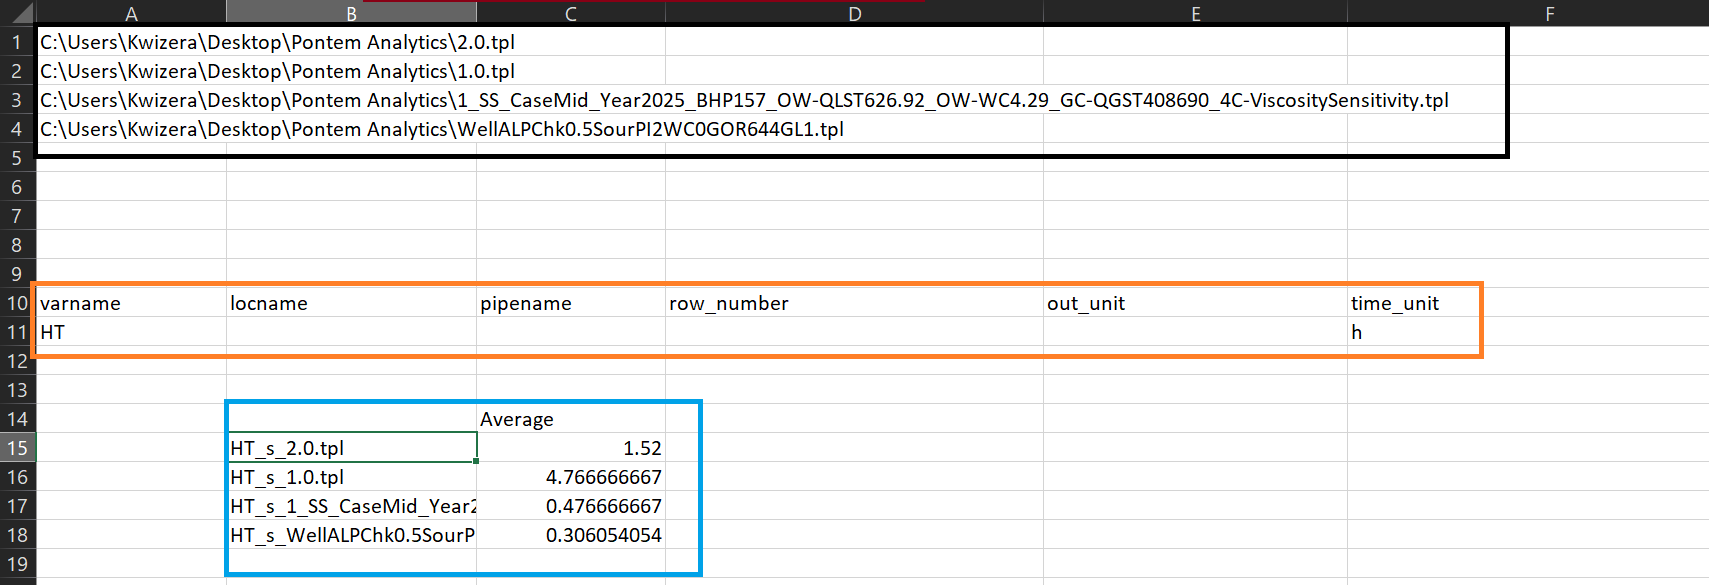 A B C D E F
1 C:\Users\Kwizera\Desktop\Pontem Analytics\2.0.tpl
2 C:\Users\Kwizera\Desktop\Pontem Analytics\1.0.tpl
3 C:\Users\Kwizera\Desktop\Pontem Analytics\1_SS_CaseMid_Year2025_BHP157_OW-QLST626.92_OW-WC4.29_GC-QGST408690_4C-ViscositySensitivity.tpl
4 C:\Users\Kwizera\Desktop\Pontem Analytics\WellALPChk0.5SourPI2WC0GOR644GL1.tpl
5
6
7
8
9
10 varname locname pipename row_number out_unit time_unit
11 HT h
12
13
14 Average
15 HT_s_2.0.tpl 1.52
16 HT_s_1.0.tpl 4.766666667
17 HT_s_1_SS_CaseMid_Year2 0.476666667
18 HT_s_WellALPChk0.5SourP 0.306054054
19